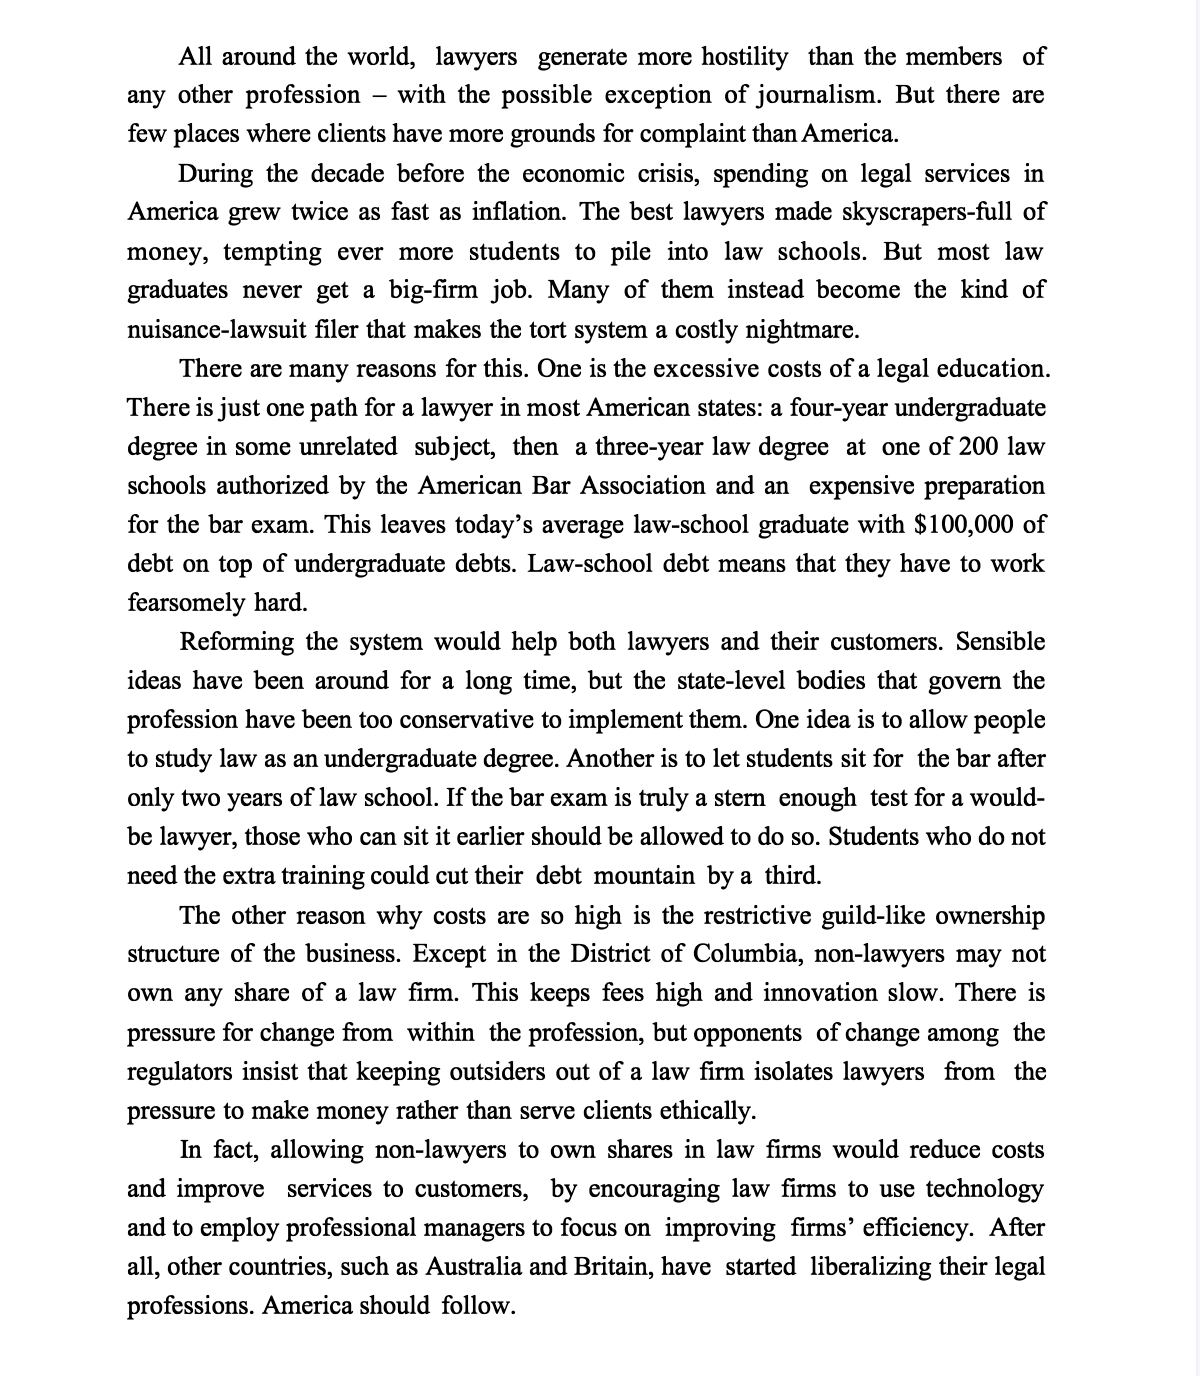 All around the world, lawyers generate more hostility than the members of
any other profession – with the possible exception of journalism. But there are
few places where clients have more grounds for complaint than America.
During the decade before the economic crisis, spending on legal services in
America grew twice as fast as inflation. The best lawyers made skyscrapers-full of
money, tempting ever more students to pile into law schools. But most law
graduates never get a big-firm job. Many of them instead become the kind of
nuisance-lawsuit filer that makes the tort system a costly nightmare.
There are many reasons for this. One is the excessive costs of a legal education.
There is just one path for a lawyer in most American states: a four-year undergraduate
degree in some unrelated subject, then a three-year law degree at one of 200 law
schools authorized by the American Bar Association and an expensive preparation
for the bar exam. This leaves today’s average law-school graduate with $100,000 of
debt on top of undergraduate debts. Law-school debt means that they have to work
fearsomely hard.
Reforming the system would help both lawyers and their customers. Sensible
ideas have been around for a long time, but the state-level bodies that govern the
profession have been too conservative to implement them. One idea is to allow people
to study law as an undergraduate degree. Another is to let students sit for the bar after
only two years of law school. If the bar exam is truly a stern enough test for a would-
be lawyer, those who can sit it earlier should be allowed to do so. Students who do not
need the extra training could cut their debt mountain by a third.
The other reason why costs are so high is the restrictive guild-like ownership
structure of the business. Except in the District of Columbia, non-lawyers may not
own any share of a law firm. This keeps fees high and innovation slow. There is
pressure for change from within the profession, but opponents of change among the
regulators insist that keeping outsiders out of a law firm isolates lawyers from the
pressure to make money rather than serve clients ethically.
In fact, allowing non-lawyers to own shares in law firms would reduce costs
and improve services to customers, by encouraging law firms to use technology
and to employ professional managers to focus on improving firms’ efficiency. After
all, other countries, such as Australia and Britain, have started liberalizing their legal
professions. America should follow.